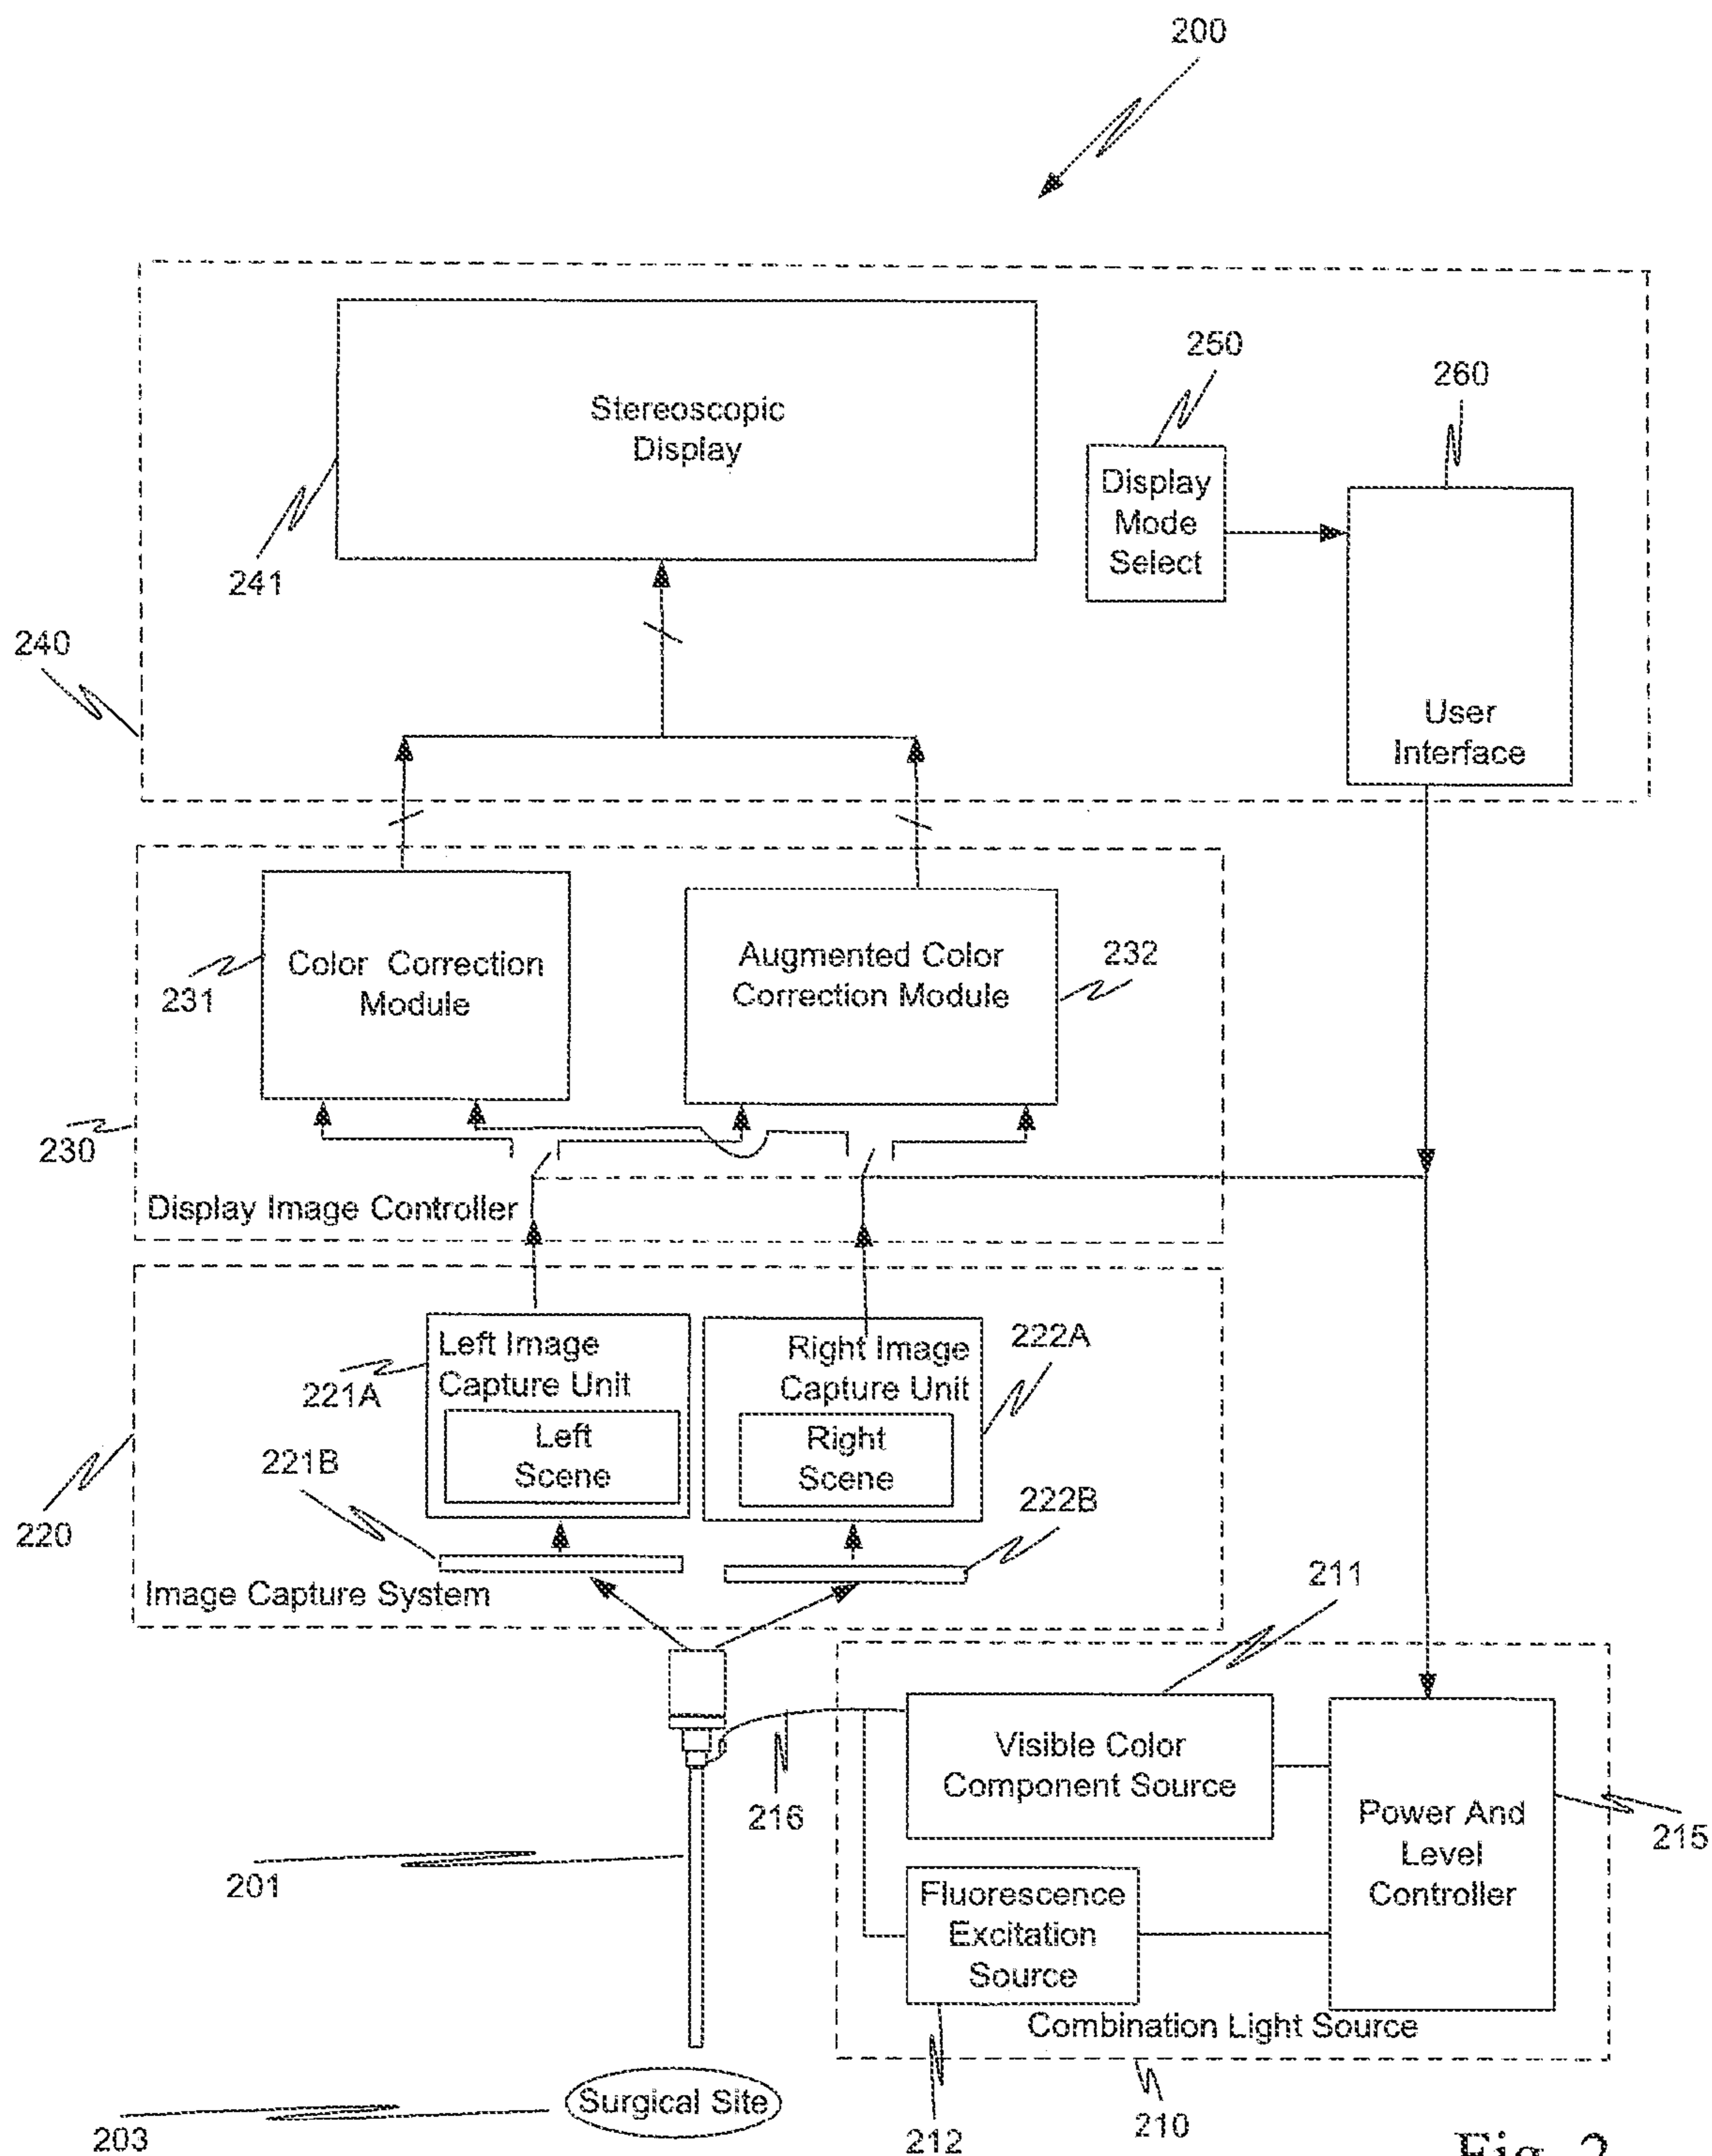 200
250
260
Stereoscopic
Display
Display
Mode
Select
241
240
User
Interface
Color Correction
Module
231
Augmented Color
Correction Module
232
230
Display Image Controller
Left Image
Capture Unit
221A
Left
Scene
Right Image
Capture Unit
222A
Right
Scene
221B
222B
220
Image Capture System
211
Visible Color
Component Source
216
Power And
Level
Controller
215
201
Fluorescence
Excitation
Source
Combination Light Source
Surgical Site
203
212
210
Fig. 2